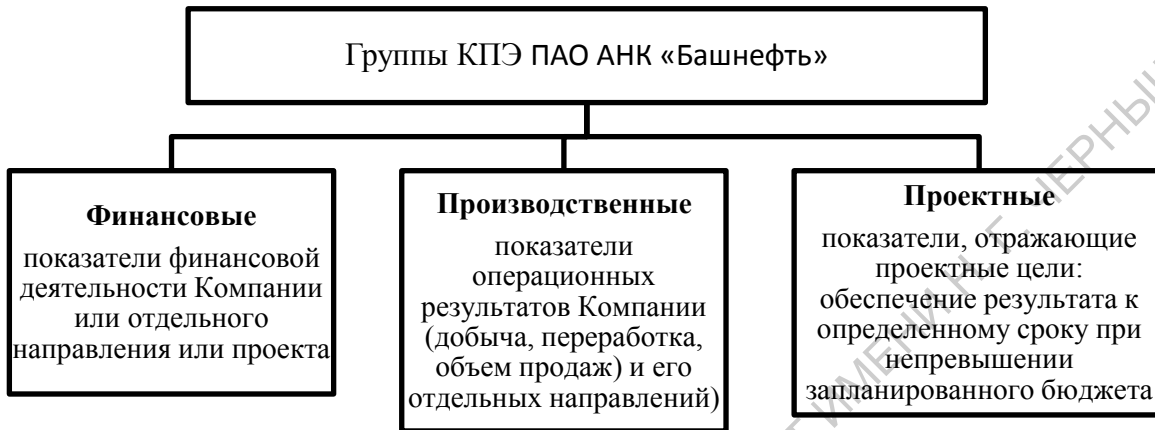 Группы КПЭ ПАО АНК «Башнефть»
Финансовые
показатели финансовой
деятельности Компании
или отдельного
направления или проекта
Производственные
показатели
операционных
результатов Компании
(добыча, переработка,
объем продаж) и его
отдельных направлений)
Проектные
показатели, отражающие
проектные цели:
обеспечение результата к
определенному сроку при
непревышении
запланированного бюджета
ИМЕНИ Н. Г.